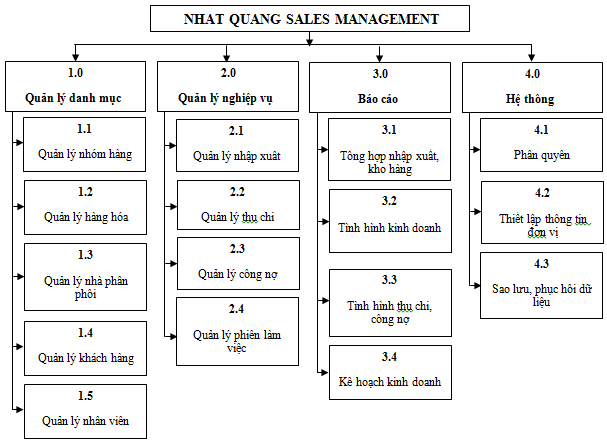 NHAT QUANG SALES MANAGEMENT
1.0
Quản lý danh mục
1.1
Quản lý nhóm hàng
1.2
Quản lý hàng hóa
1.3
Quản lý nhà phân
phối
1.4
Quản lý khách hàng
1.5
Quản lý nhân viên
2.0
Quản lý nghiệp vụ
2.1
Quản lý nhập xuất
2.2
Quản lý thu chi
2.3
Quản lý công nợ
2.4
Quản lý phiên làm
việc
3.0
Báo cáo
3.1
Tổng hợp nhập xuất,
kho hàng
3.2
Tình hình kinh doanh
3.3
Tình hình thu chi,
công nợ
3.4
Kế hoạch kinh doanh
4.0
Hệ thống
4.1
Phân quyền
4.2
Thiết lập thông tin
đơn vị
4.3
Sao lưu, phục hồi dữ
liệu